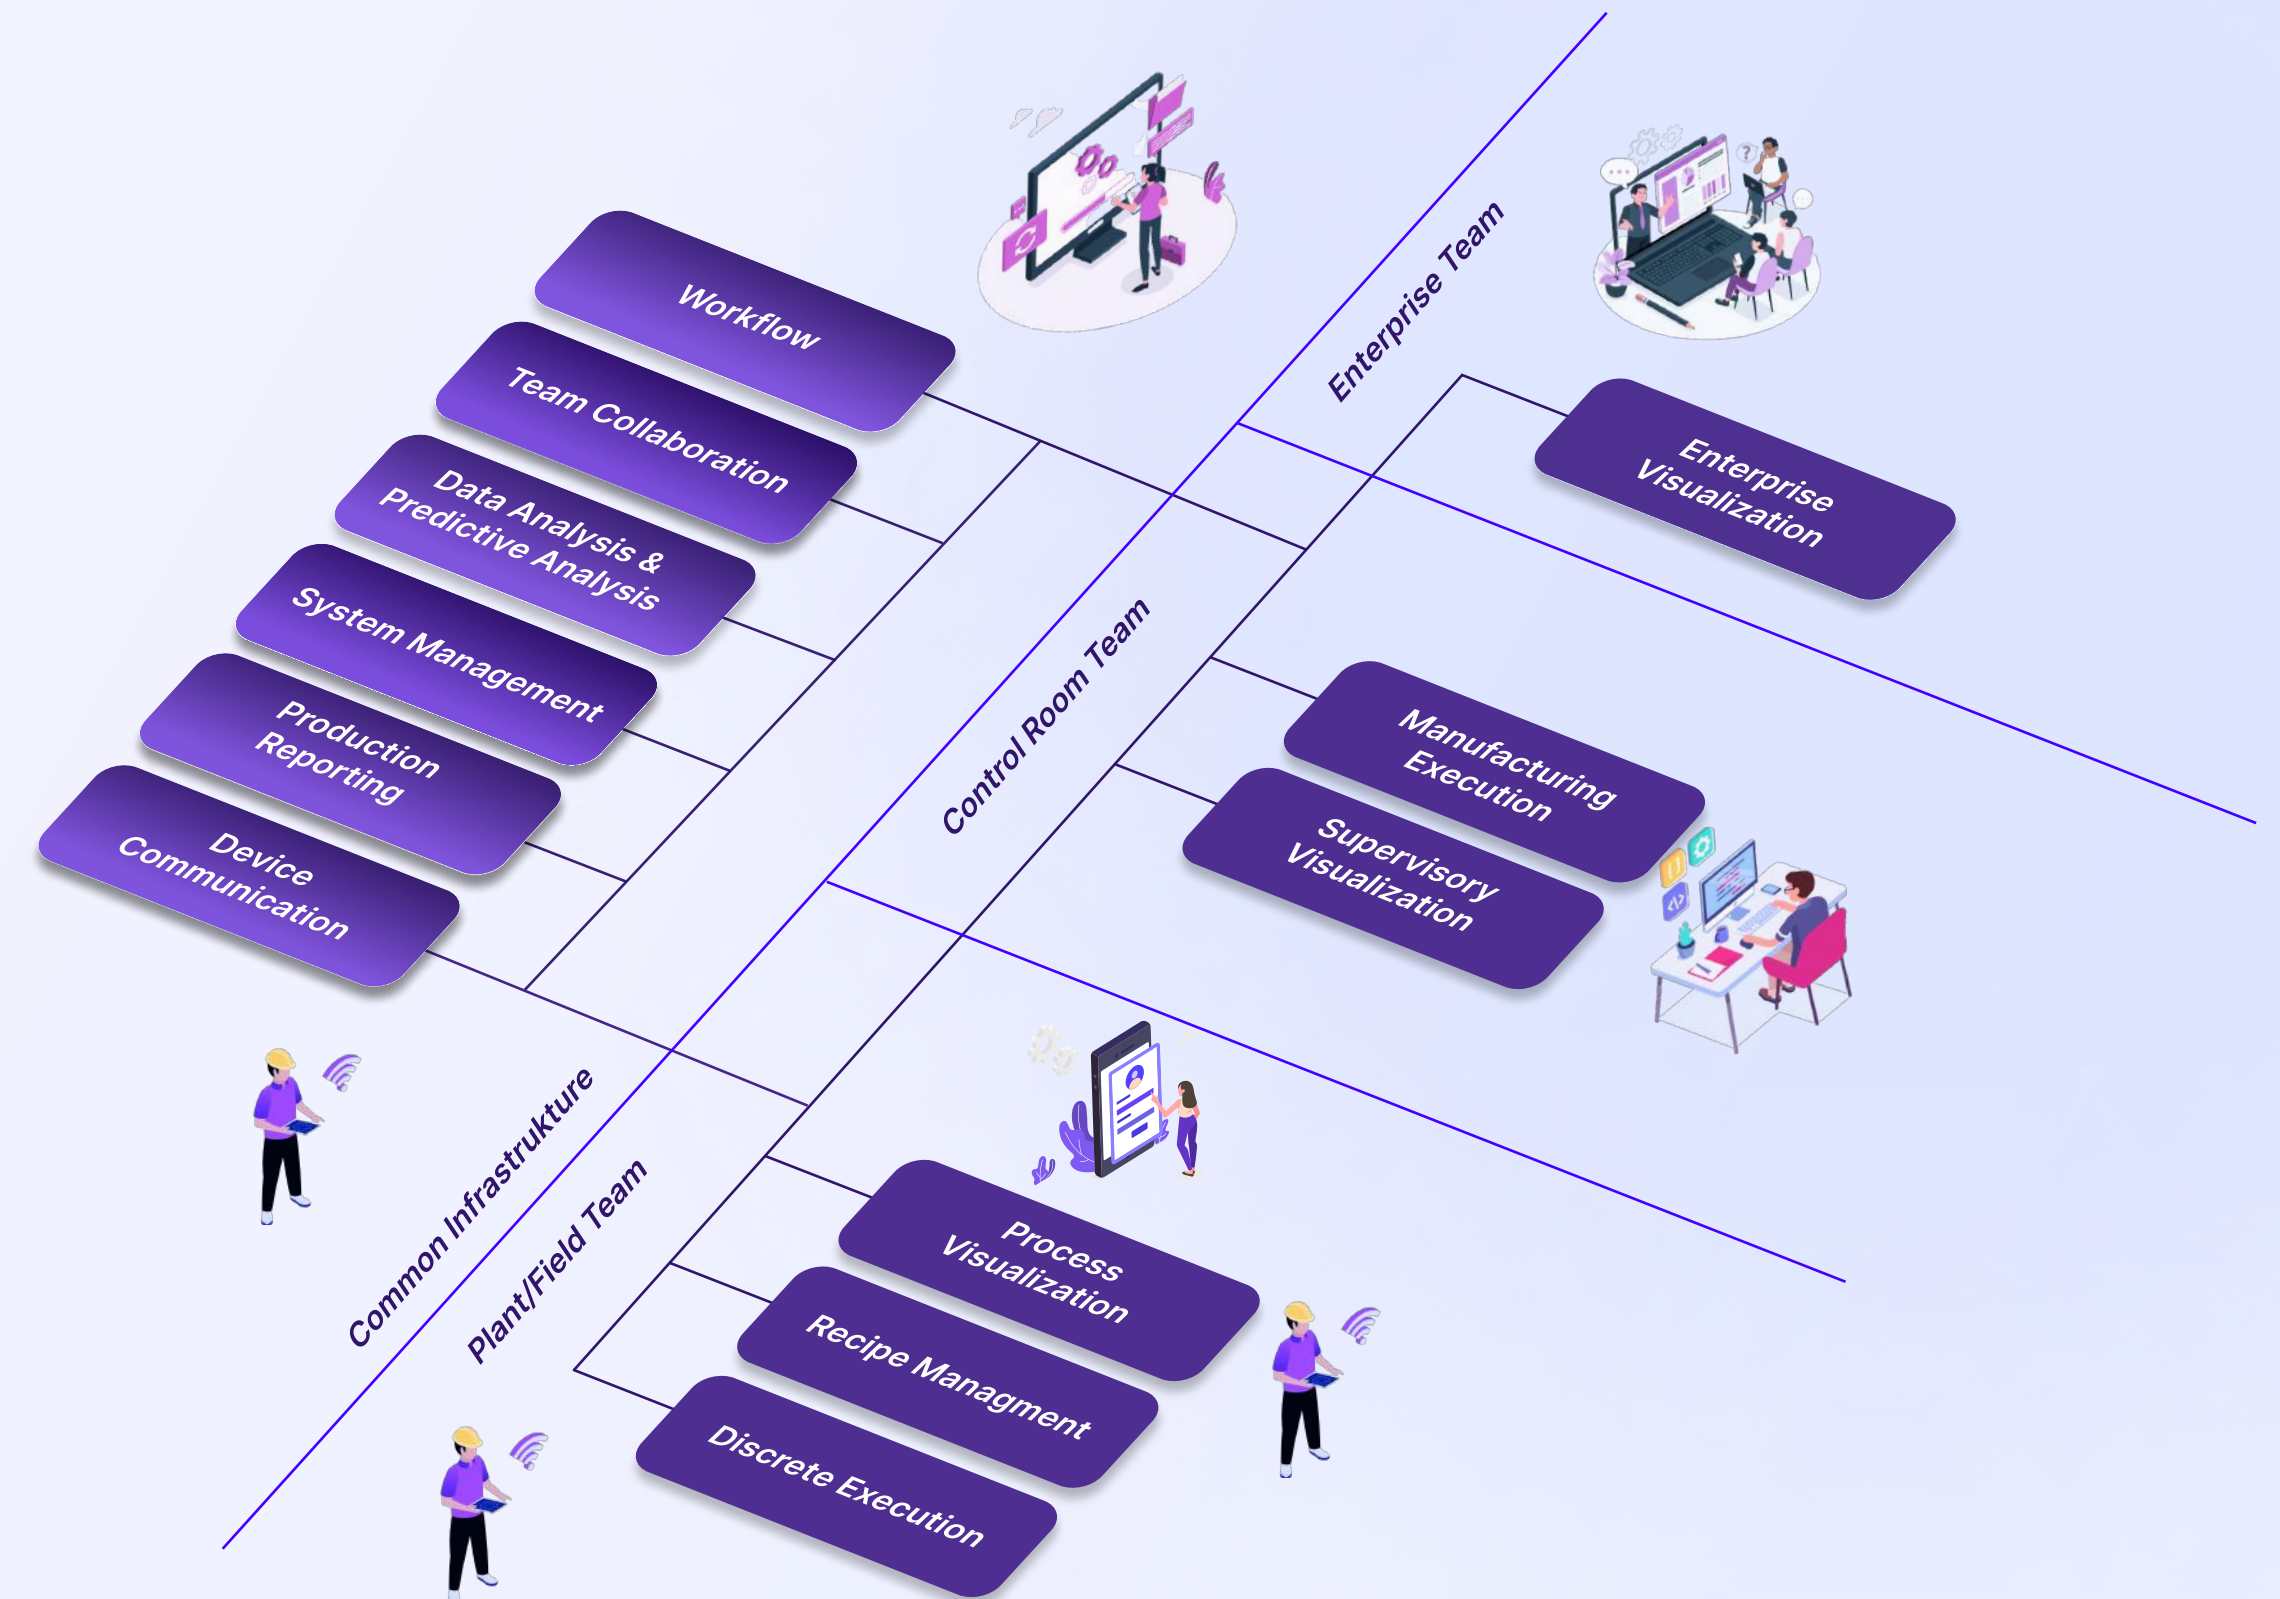 Workflow
Team Collaboration
Data Analysis &
Predictive Analysis
System Management
Production
Reporting
Device
Communication
Common Infrastrukture
Enterprise Team
Enterprise
Visualization
Control Room Team
Manufacturing
Execution
Supervisory
Visualization
Plant/Field Team
Process
Visualization
Recipe Managment
Discrete Execution